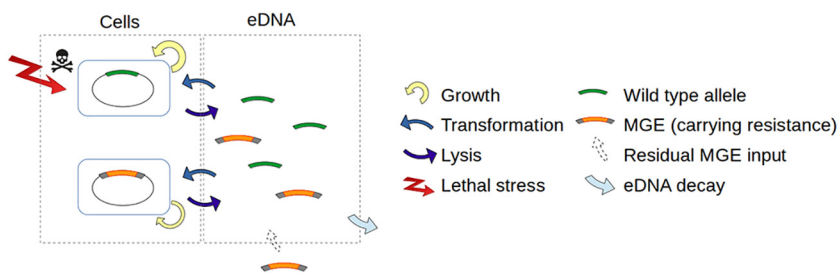 Cells
eDNA
Growth
Transformation
Lysis
Lethal stress
Wild type allele
MGE (carrying resistance)
Residual MGE input
eDNA decay